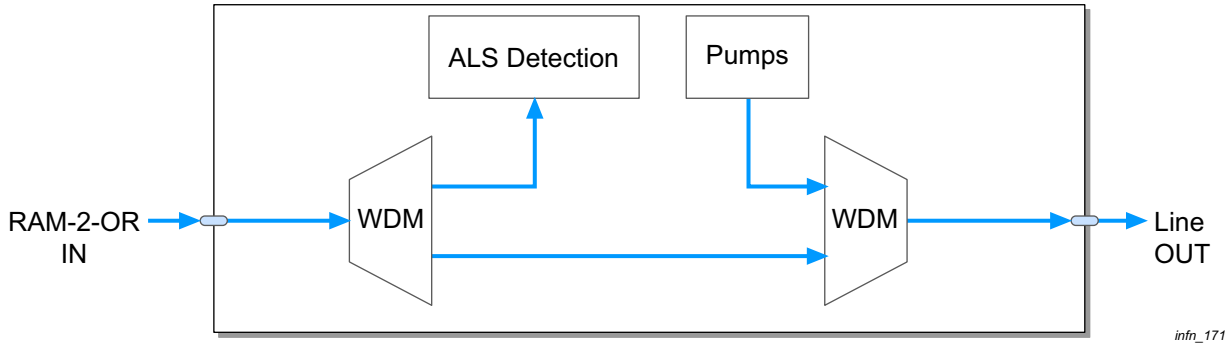 ALS Detection
Pumps
RAM-2-OR
IN
WDM
WDM
Line
OUT
infn_171